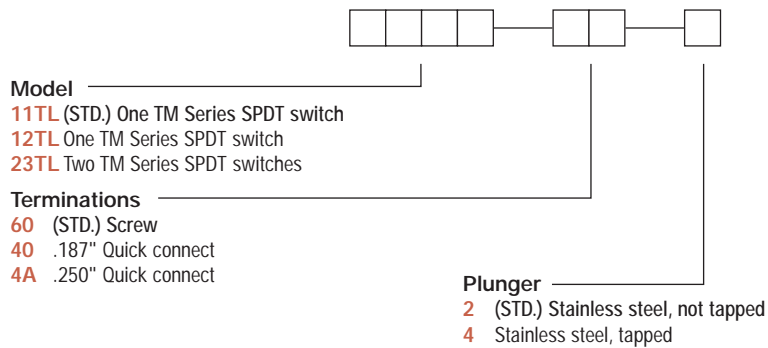 Model
11TL (STD.) One TM Series SPDT switch
12TL One TM Series SPDT switch
23TL Two TM Series SPDT switches
Terminations
60 (STD.) Screw
40 .187" Quick connect
4A .250" Quick connect
Plunger
2 (STD.) Stainless steel, not tapped
4 Stainless steel, tapped